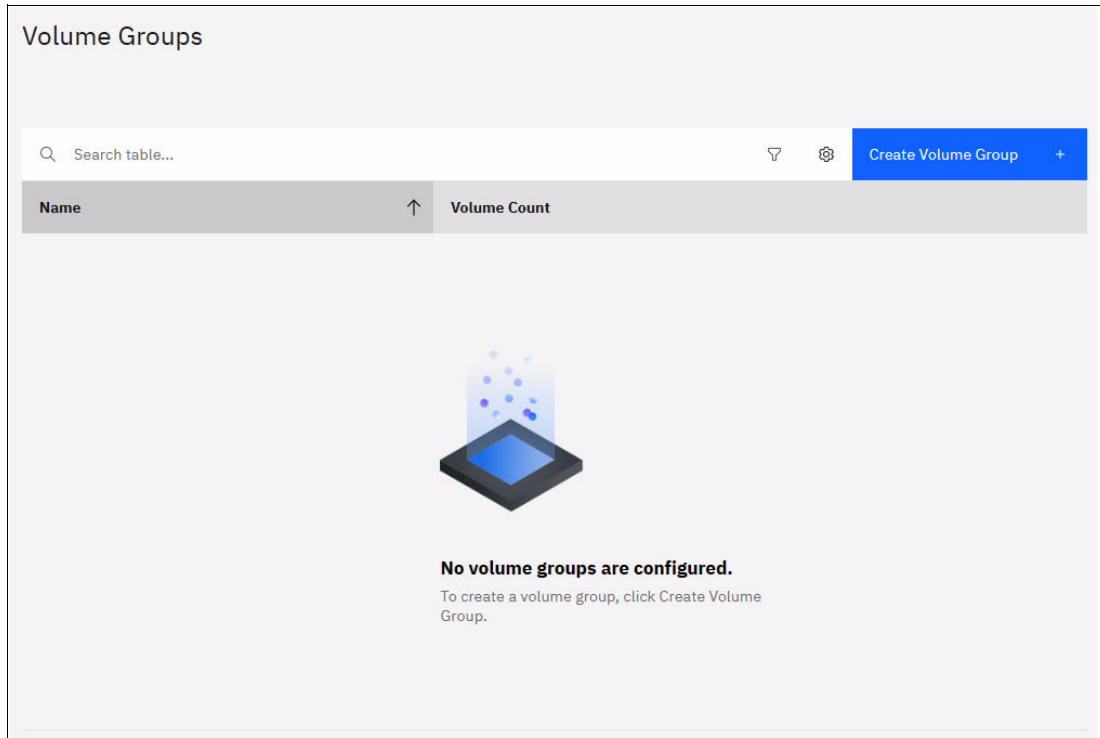 Volume Groups
Search table...
Create Volume Group +
Name
Volume Count
No volume groups are configured.
To create a volume group, click Create Volume
Group.